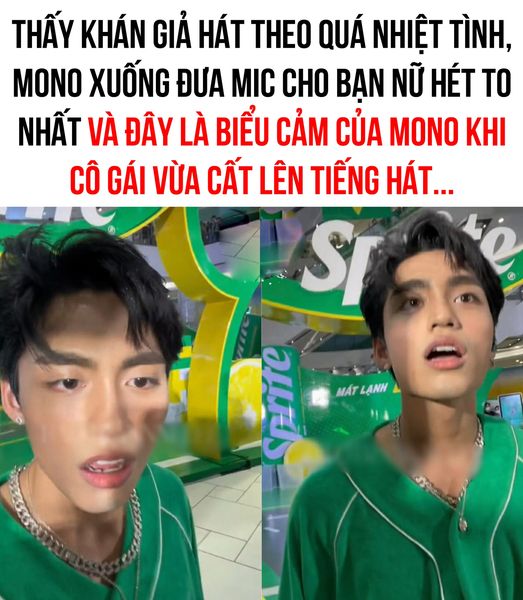 THẤY KHÁN GIẢ HÁT THEO QUÁ NHIỆT TÌNH,
MONO XUỐNG ĐƯA MIC CHO BẠN NỮ HÉT TO
NHẤT VÀ ĐÂY LÀ BIỂU CẢM CỦA MONO KHI
CÔ GÁI VỪA CẤT LÊN TIẾNG HÁT...
Sprite
MÁT LẠNH
Sprite